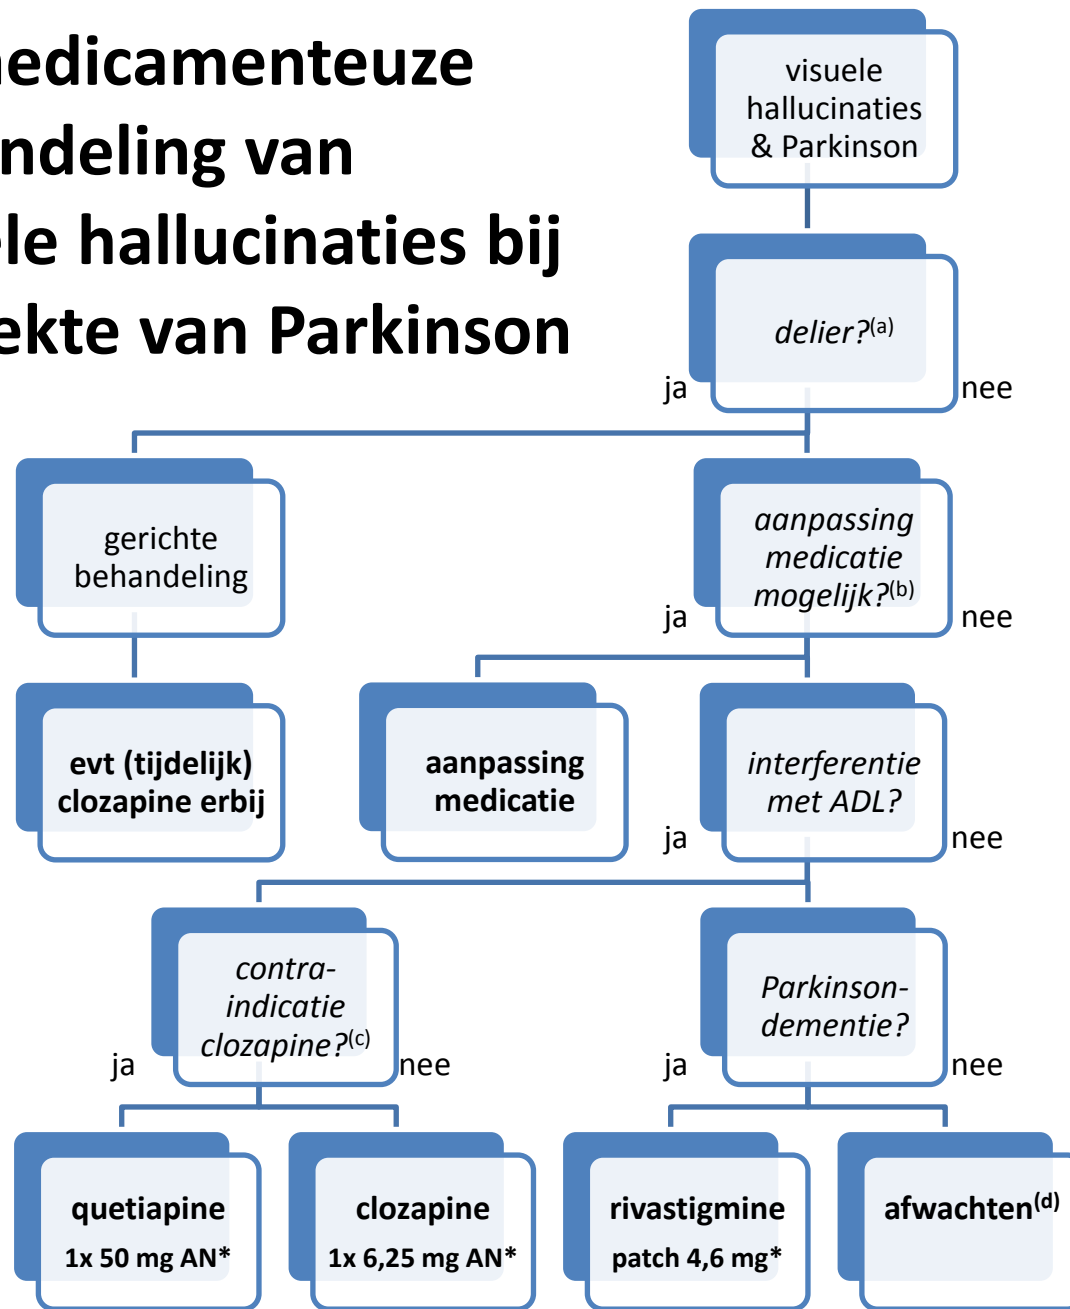 medicamenteuze
ndeling van
le hallucinaties bij
ekte van Parkinson
visuele
hallucinaties
& Parkinson
delier?(a)
ja
nee
gerichte
behandeling
aanpassing
medicatie
mogelijk?(b)
ja
nee
evt (tijdelijk)
clozapine erbij
aanpassing
medicatie
interferentie
met ADL?
ja
nee
contra-
indicatie
clozapine?(c)
ja
nee
Parkinson-
dementie?
ja
nee
quetiapine
1x 50 mg AN*
clozapine
1x 6,25 mg AN*
rivastigmine
patch 4,6 mg*
afwachten(d)